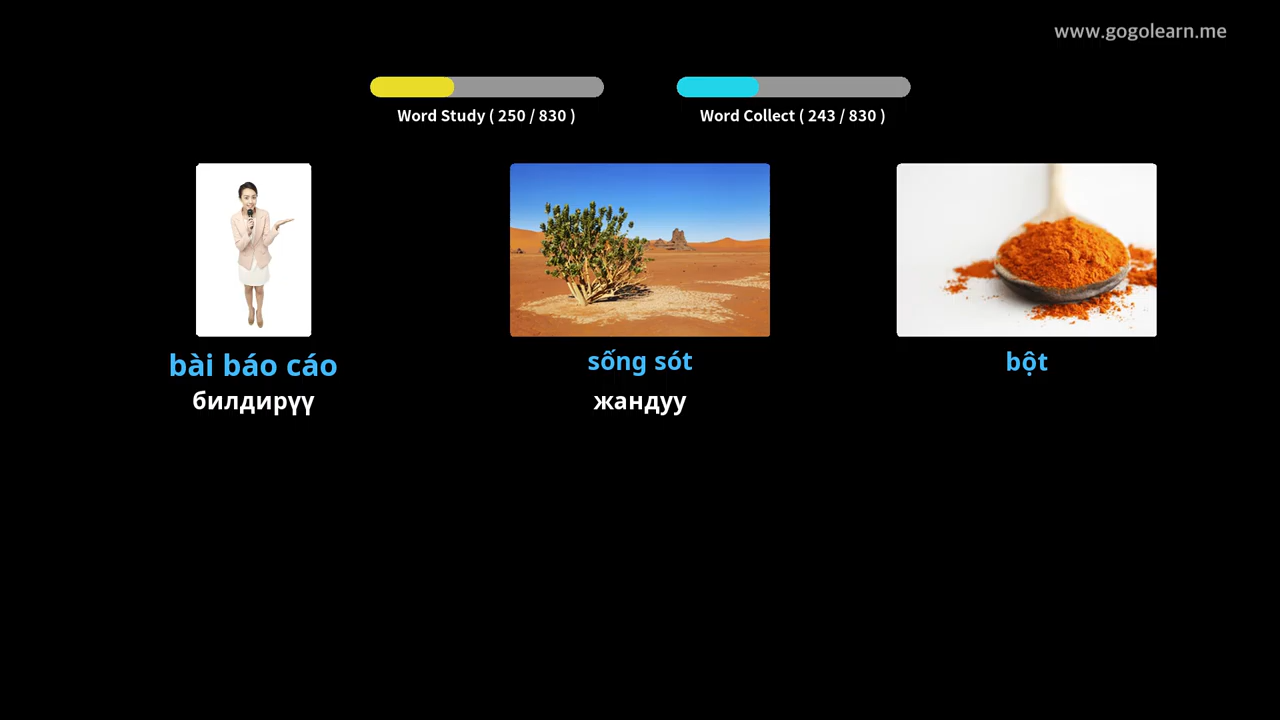 www.gogolearn.me
Word Study ( 250 / 830 )
Word Collect ( 243 / 830 )
bài báo cáo
билдирүү
sống sót
жандуу
bột